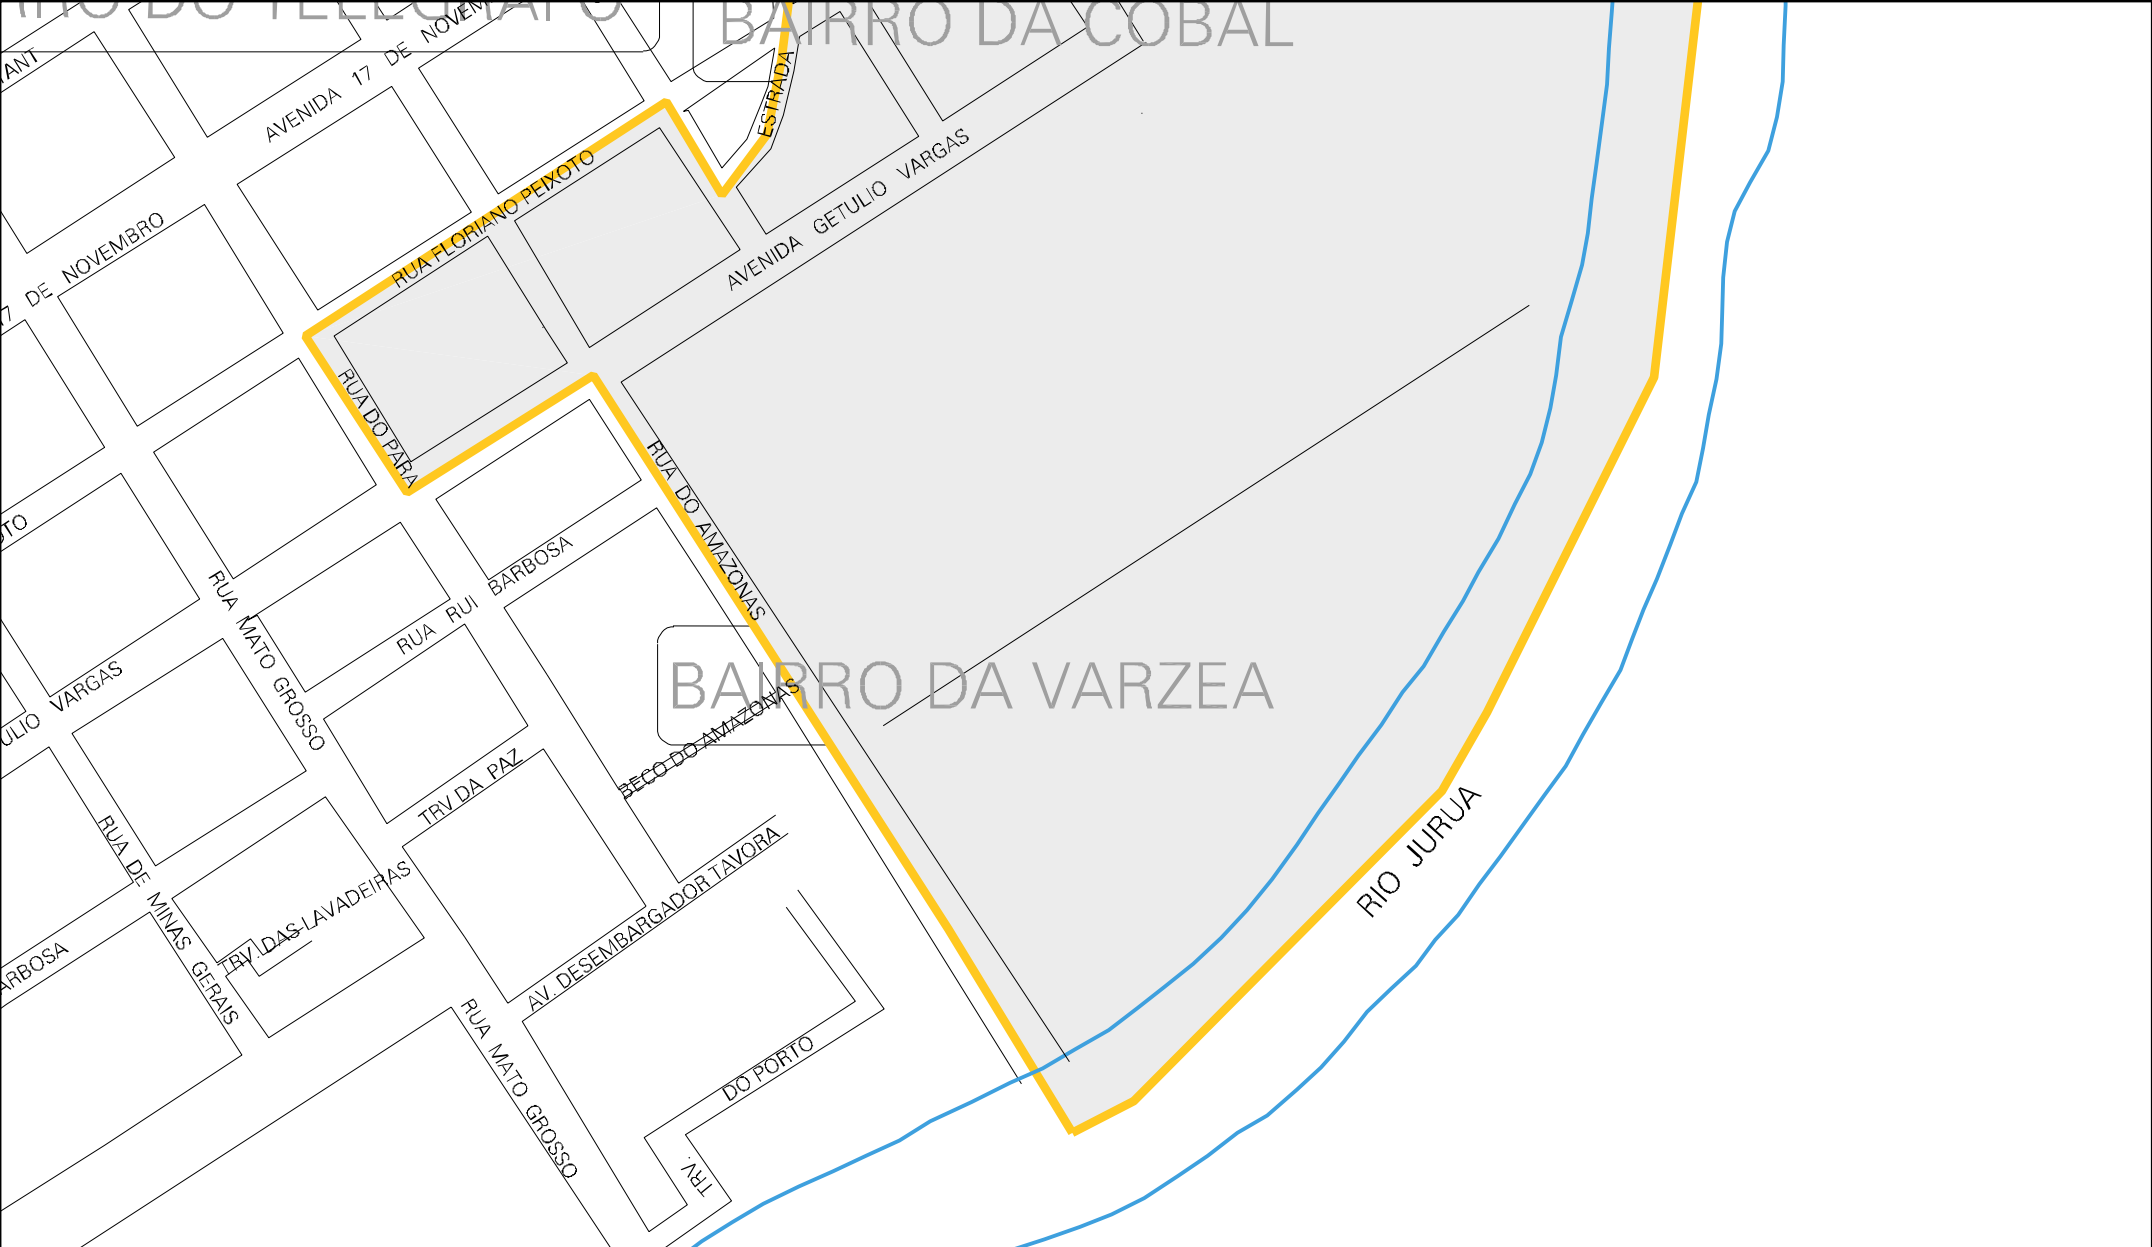 BAIRRO DA COBAL
AVENIDA 17 DE
ESTRADA
RUA FLORIANO PEIXOTO
AVENIDA GETULIO VARGAS
17 DE NOVEMBRO
RUA DO PARA
RUA DO AMAZONAS
RUA RUI BARBOSA
RUA MATO GROSSO
VARGAS
BAIRRO DA VARZEA
BECO DO AMAZONAS
TRV DA PAZ
RUA DE MINAS GERAIS
TRV. DAS LAVADEIRAS
AV. DESEMBARGADOR TAVORA
RIO JURUA
ARBOSA
RUA MATO GROSSO
DO PORTO
TRV.